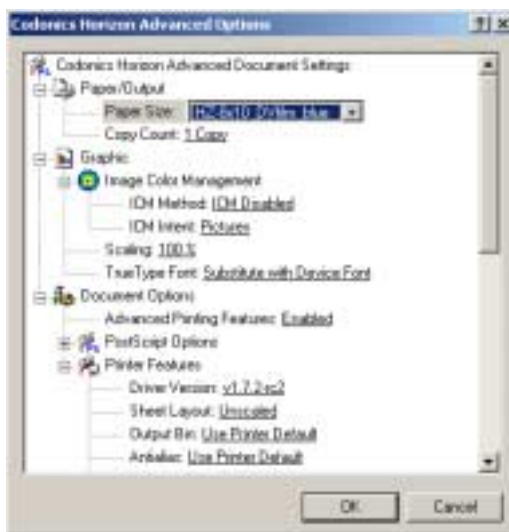 Codonics Horizon Advanced Options
Codonics Horizon Advanced Document Settings
Paper/Output
Paper Size:
Copy Count: 1 Copy
Graphic
Image Color Management
ICM Method: ICM Disabled
ICM Intent: Pictures
Scaling: 100 %
TrueType Font: Substitute with Device Font
Document Options
Advanced Printing Features: Enabled
PostScript Options
Printer Features
Driver Version: v1.7.2-rc2
Sheet Layout: Unscaled
Output Bin: Use Printer Default
Antialias: Use Printer Default
OK
Cancel